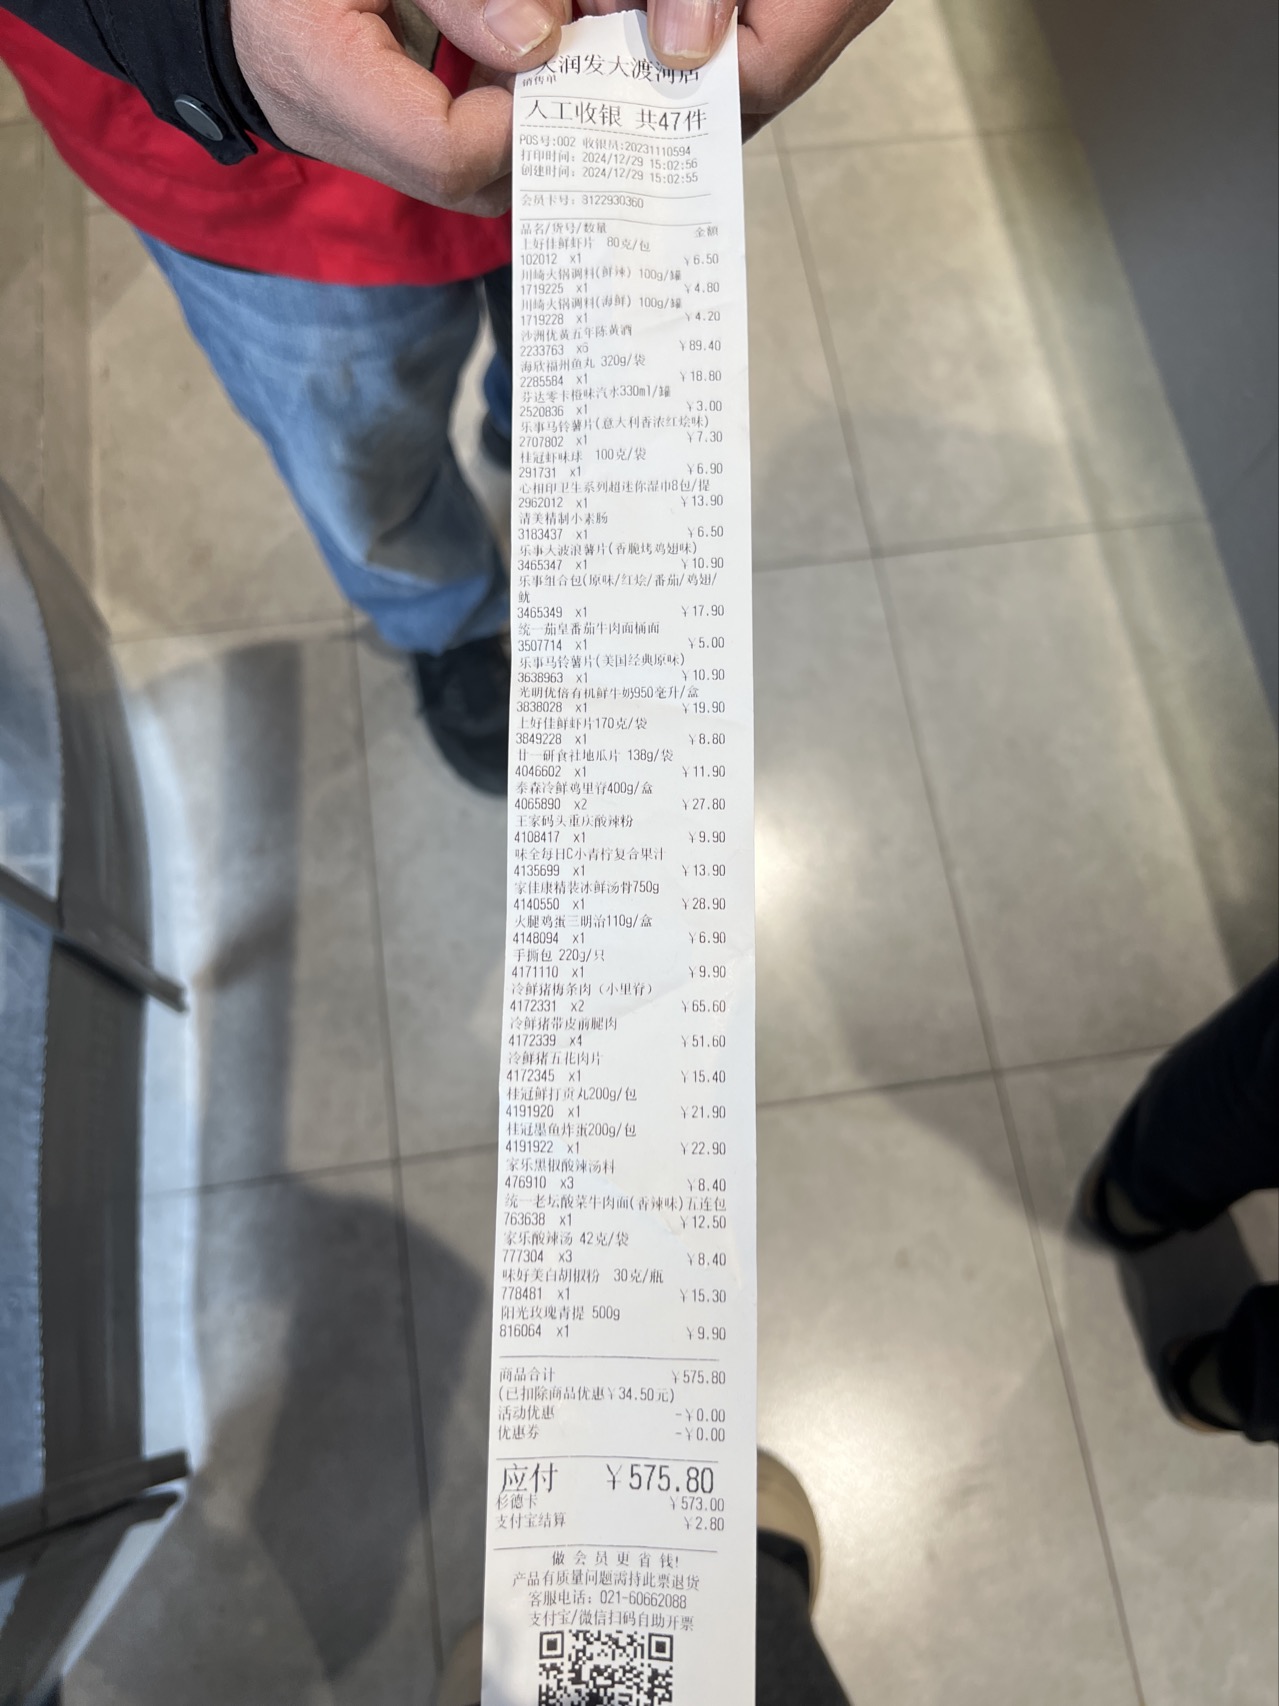 大润发大渡河店
销售单
人工收银 共47件
POS号:002 收银员:20231110594
打印时间: 2024/12/29 15:02:56
创建时间: 2024/12/29 15:02:55
会员卡号: 3122930360
品名/货号/数量 金额
上好佳鲜虾片 80克/包
102012 x1 ¥6.50
川崎火锅调料(鲜辣) 100g/罐
1719225 x1 ¥4.80
川崎火锅调料(海鲜) 100g/罐
1719228 x1 ¥4.20
沙洲优黄五年陈黄酒
2233763 x6 ¥89.40
海欣福州鱼丸 320g/袋
2285584 x1 ¥18.80
芬达零卡橙味汽水330ml/罐
2520836 x1 ¥3.00
乐事马铃薯片(意大利香浓红烩味)
2707802 x1 ¥7.30
桂冠虾味球 100克/袋
291731 x1 ¥6.90
心相印卫生系列超迷你湿巾8包/提
2962012 x1 ¥13.90
清美精制小素肠
3183437 x1 ¥6.50
乐事大波浪薯片(香脆烤鸡翅味)
3465347 x1 ¥10.90
乐事组合包(原味/红烩/番茄/鸡翅/
鱿
3465349 x1 ¥17.90
统一茄皇番茄牛肉面桶面
3507714 x1 ¥5.00
乐事马铃薯片(美国经典原味)
3638963 x1 ¥10.90
光明优倍有机鲜牛奶950毫升/盒
3838028 x1 ¥19.90
上好佳鲜虾片170克/袋
3849228 x1 ¥8.80
廿一研食社地瓜片 138g/袋
4046602 x1 ¥11.90
泰森冷鲜鸡里脊400g/盒
4065890 x2 ¥27.80
王家码头重庆酸辣粉
4108417 x1 ¥9.90
味全每日C小青柠复合果汁
4135699 x1 ¥13.90
家佳康精装冰鲜汤骨750g
4140550 x1 ¥28.90
火腿鸡蛋三明治110g/盒
4148094 x1 ¥6.90
手撕包 220g/只
4171110 x1 ¥9.90
冷鲜猪梅条肉（小里脊）
4172331 x2 ¥65.60
冷鲜猪带皮前腿肉
4172339 x4 ¥51.60
冷鲜猪五花肉片
4172345 x1 ¥15.40
桂冠鲜打贡丸200g/包
4191920 x1 ¥21.90
桂冠墨鱼炸蛋200g/包
4191922 x1 ¥22.90
家乐黑椒酸辣汤料
476910 x3 ¥8.40
统一老坛酸菜牛肉面(香辣味)五连包
763638 x1 ¥12.50
家乐酸辣汤 42克/袋
777304 x3 ¥8.40
味好美白胡椒粉 30克/瓶
778481 x1 ¥15.30
阳光玫瑰青提 500g
816064 x1 ¥9.90
商品合计 ¥575.80
(已扣除商品优惠¥34.50元)
活动优惠 -¥0.00
优惠券 -¥0.00
应付 ¥575.80
杉德卡 ¥573.00
支付宝结算 ¥2.80
做 会 员 更 省 钱!
产品有质量问题需持此票退货
客服电话: 021-60662088
支付宝/微信扫码自助开票